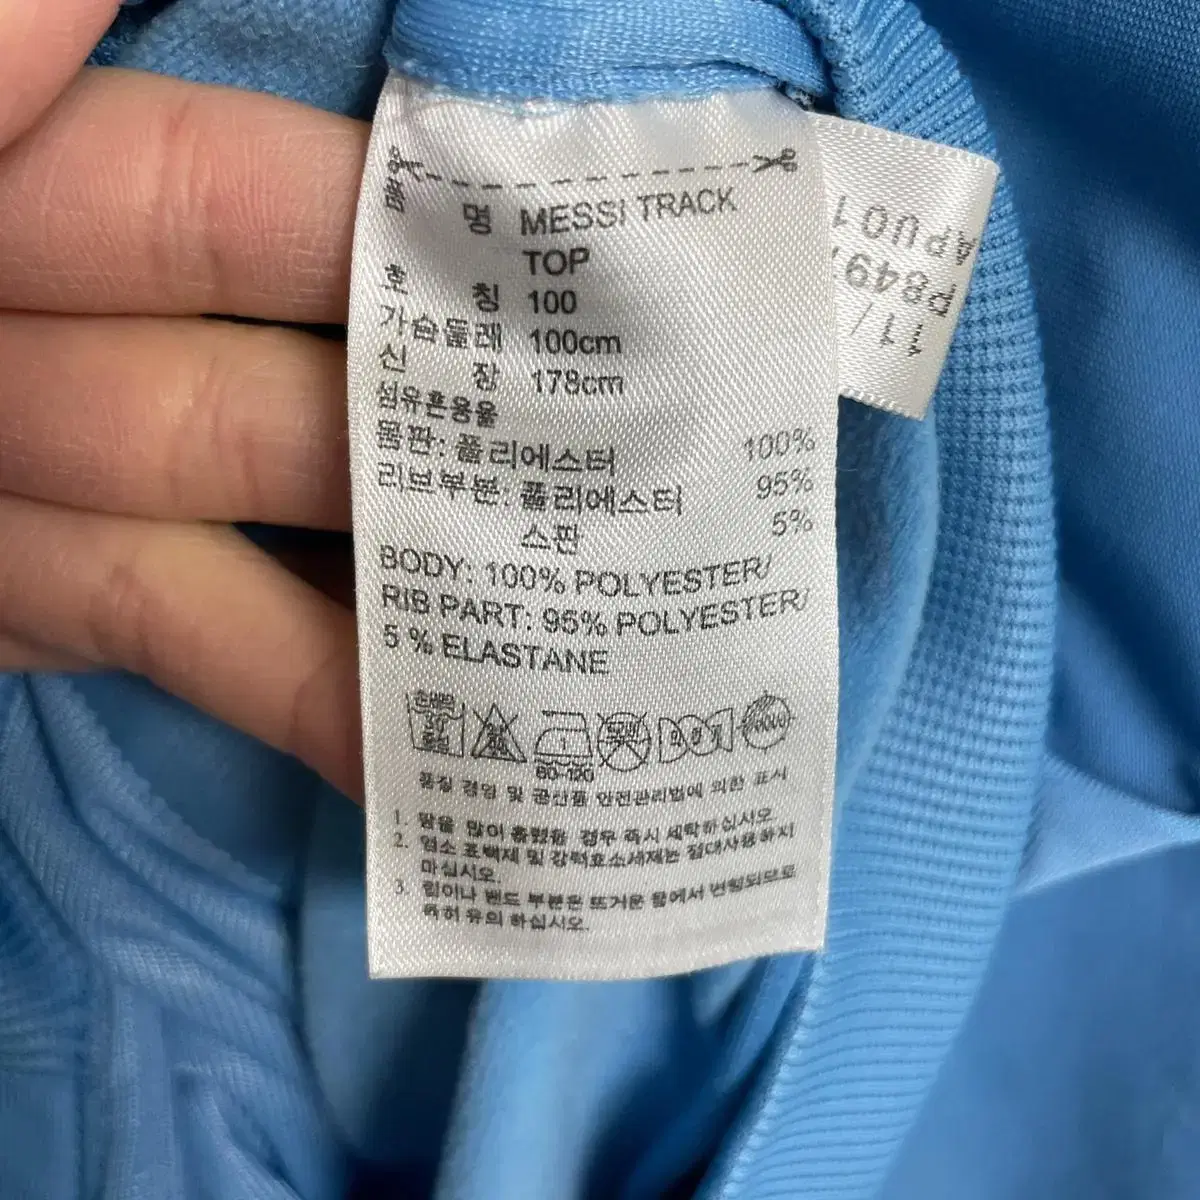 품 명 MESSI TRACK
TOP
호 칭 100
가슴둘레 100cm
신 장 178cm
섬유혼용율
몸판: 폴리에스터 100%
리브부분: 폴리에스터 95%
스판 5%
BODY: 100% POLYESTER/
RIB PART: 95% POLYESTER/
5 % ELASTANE
손세탁
80-120
품질 경영 및 공산품 안전관리법에 의한 표시
1. 땀을 많이 흘렸을 경우 즉시 세탁하십시오.
2. 염소 표백제 및 강력효소세제는 절대사용하지
마십시오.
3. 립이나 밴드 부분은 뜨거운 물에서 변형되므로
특히 유의 하십시오.
APU01
P849
1/